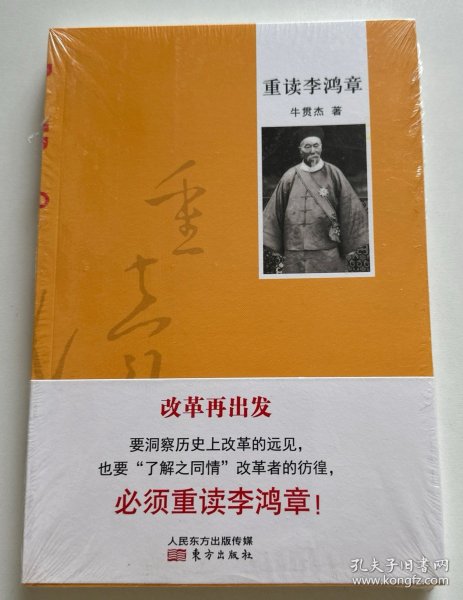 重读李鸿章
牛贯杰 著
重读
改革再出发
要洞察历史上改革的远见，
也要“了解之同情”改革者的彷徨，
必须重读李鸿章！
人民东方出版传媒
东方出版社
孔夫子旧书网
www.kongfz.com